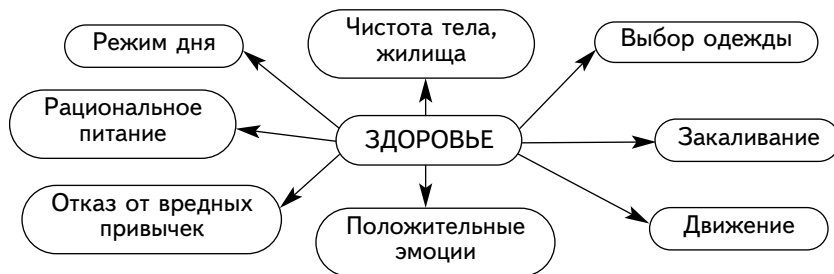 Режим дня
Чистота тела,
жилища
Выбор одежды
Рациональное
питание
ЗДОРОВЬЕ
Закаливание
Отказ от вредных
привычек
Положительные
эмоции
Движение